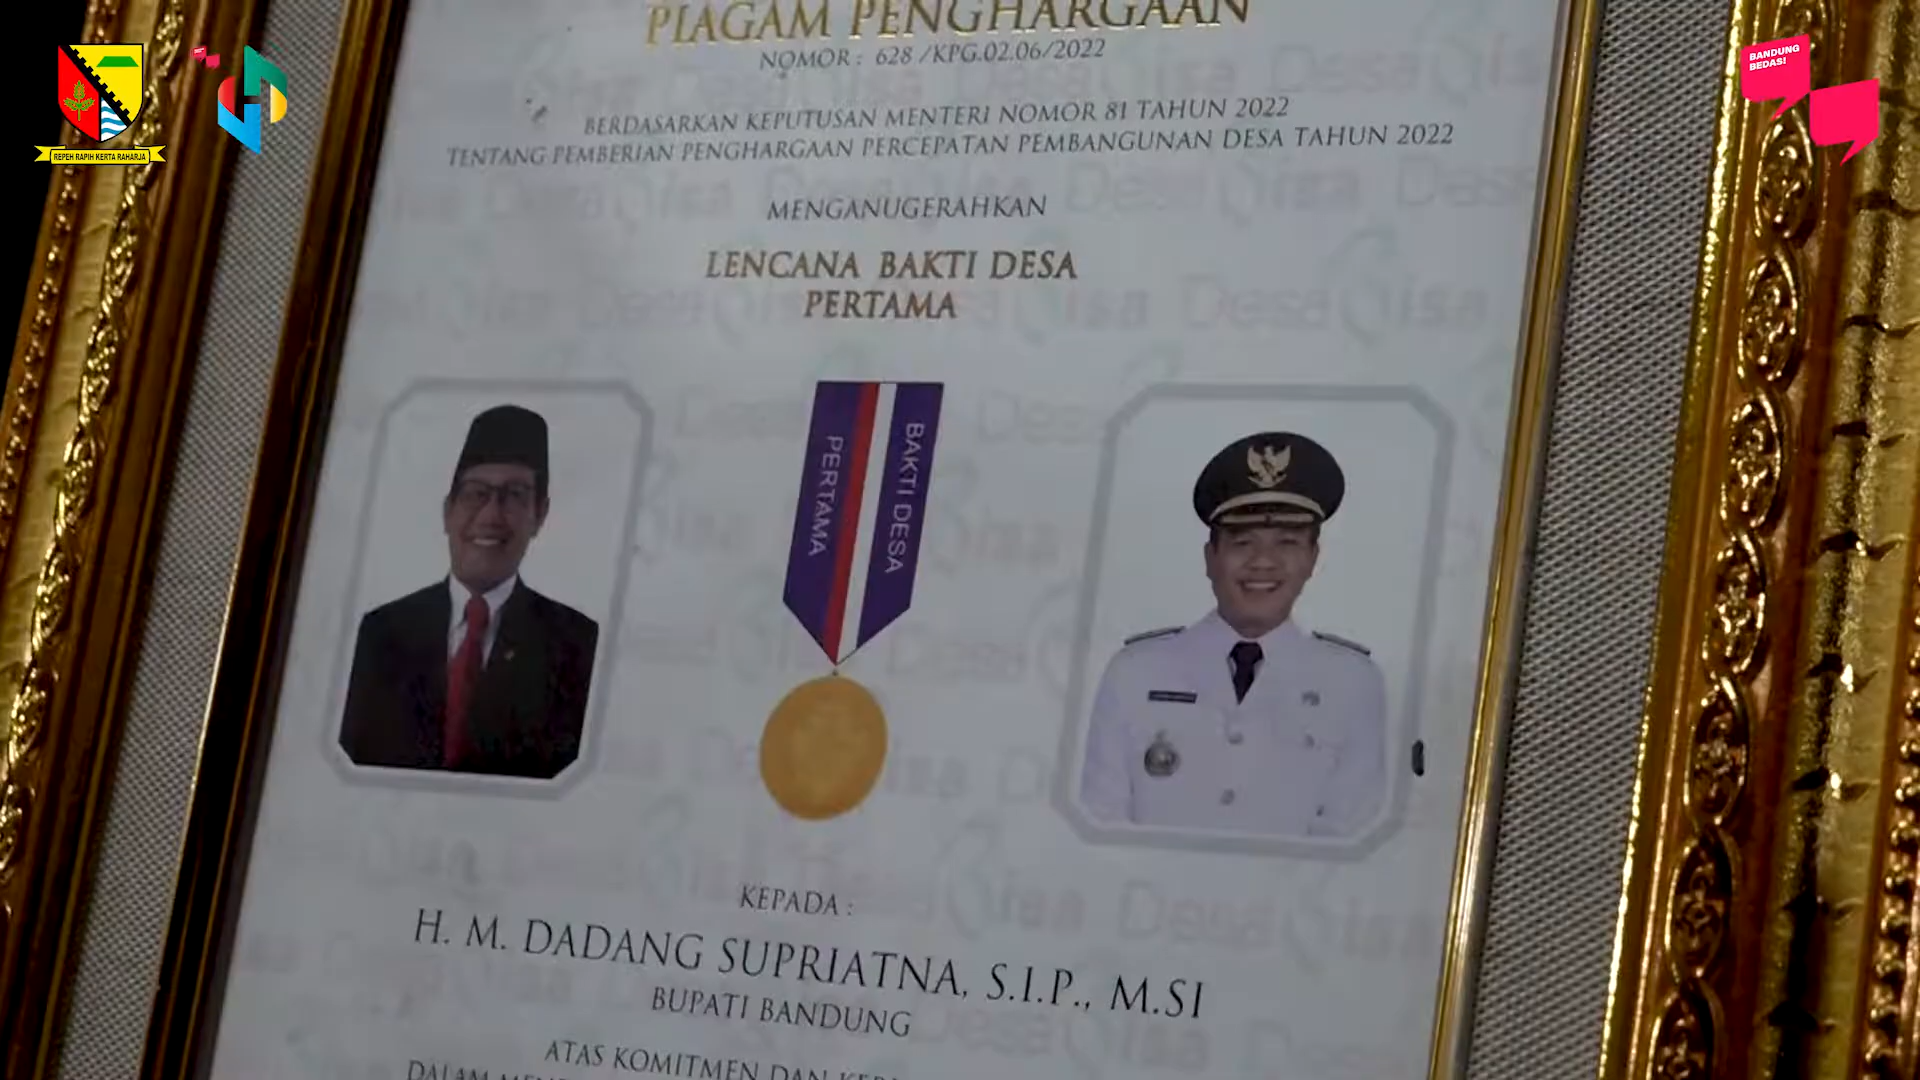 PIAGAM PENGHARGAAN
NOMOR : 628 /KPG.02.06/2022
BERDASARKAN KEPUTUSAN MENTERI NOMOR 81 TAHUN 2022
TENTANG PEMBERIAN PENGHARGAAN PERCEPATAN PEMBANGUNAN DESA TAHUN 2022
MENGANUGERAHKAN
LENCANA BAKTI DESA
PERTAMA
PERTAMA
BAKTI DESA
KEPADA :
H. M. DADANG SUPRIATNA, S.I.P., M.SI
BUPATI BANDUNG
ATAS KOMITMEN DAN
DALAM
REPEH RAPIH KERTA RAHARJA
BANDUNG
BEDAS!